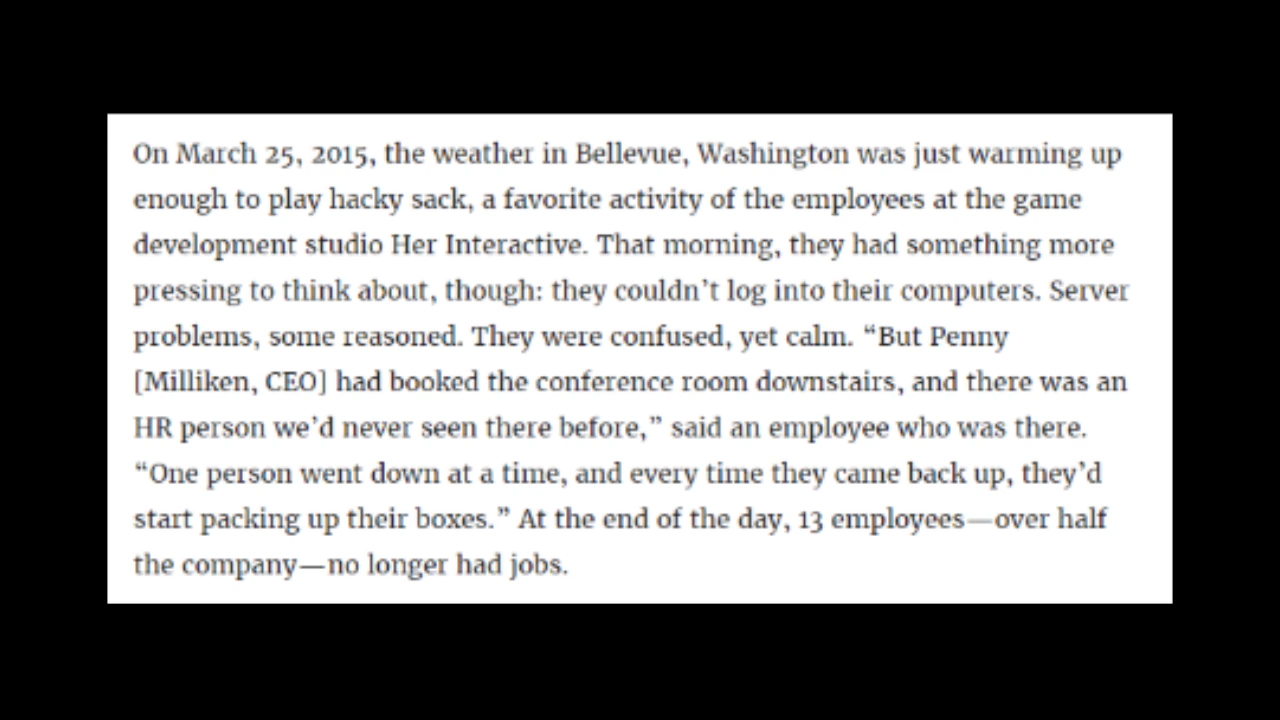 On March 25, 2015, the weather in Bellevue, Washington was just warming up
enough to play hacky sack, a favorite activity of the employees at the game
development studio Her Interactive. That morning, they had something more
pressing to think about, though: they couldn’t log into their computers. Server
problems, some reasoned. They were confused, yet calm. “But Penny
[Milliken, CEO] had booked the conference room downstairs, and there was an
HR person we’d never seen there before,” said an employee who was there.
“One person went down at a time, and every time they came back up, they’d
start packing up their boxes.” At the end of the day, 13 employees—over half
the company—no longer had jobs.